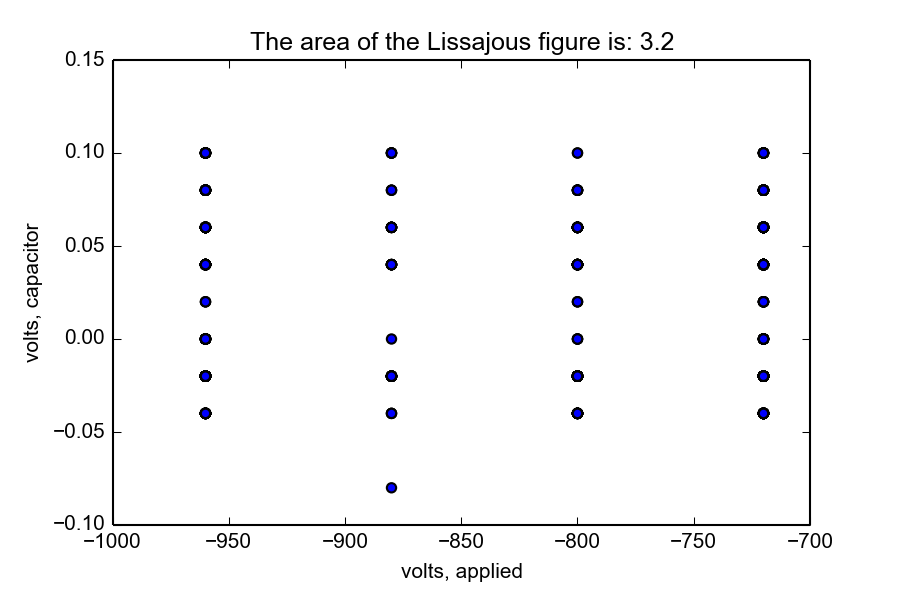 The area of the Lissajous figure is: 3.2
0.15
0.10
0.05
0.00
−0.05
−0.10
volts, capacitor
−1000 −950 −900 −850 −800 −750 −700
volts, applied